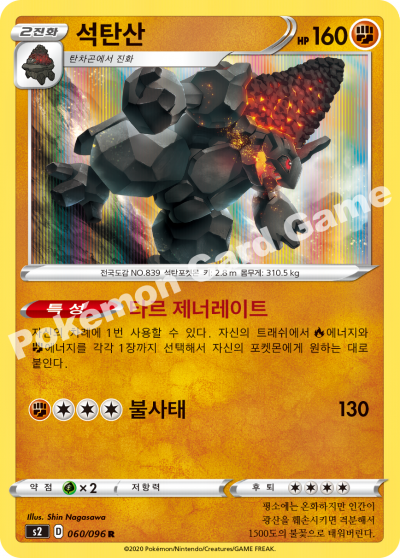 2진화 석탄산 HP 160
탄차곤에서 진화
전국도감 NO.839 석탄포켓몬 키: 2.8 m 몸무게: 310.5 kg
특성 타르 제너레이트
자신의 차례에 1번 사용할 수 있다. 자신의 트래쉬에서 에너지와
에너지를 각각 1장까지 선택해서 자신의 포켓몬에게 원하는 대로
붙인다.
불사태 130
약점 ×2 저항력 후퇴
Illus. Shin Nagasawa
s2 D 060/096 R
평소에는 온화하지만 인간이
광산을 훼손시키면 격분해서
1500도의 불꽃으로 태워버린다.
©2020 Pokémon/Nintendo/Creatures/GAME FREAK.
Pokémon Card Game